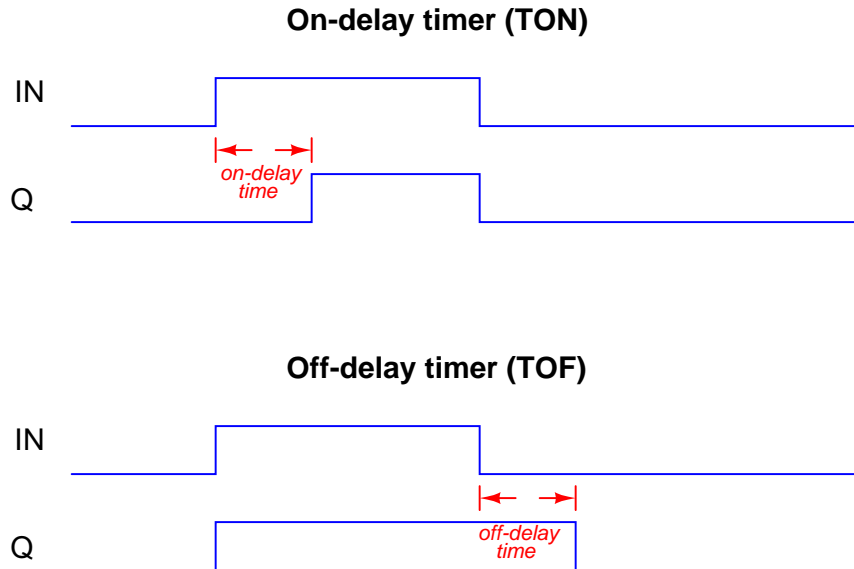 On-delay timer (TON)
IN
on-delay
time
Q
Off-delay timer (TOF)
IN
off-delay
time
Q